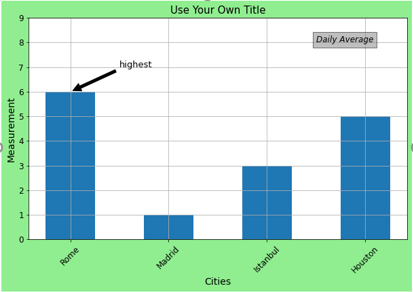 Use Your Own Title
9
8
7
6
5
4
3
2
1
0
Measurement
Daily Average
highest
Rome
Madrid
Istanbul
Houston
Cities